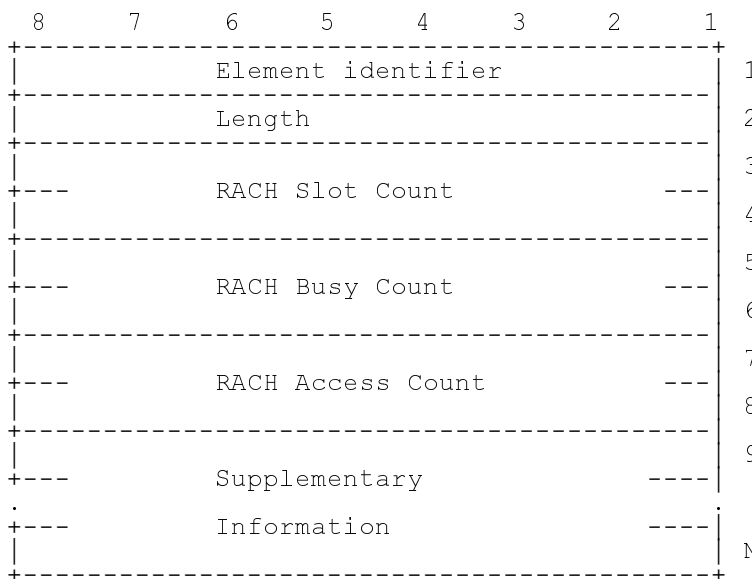 8 7 6 5 4 3 2 1
Element identifier 1
Length 2
3
RACH Slot Count
4
5
RACH Busy Count
6
7
RACH Access Count
8
9
Supplementary
Information
N